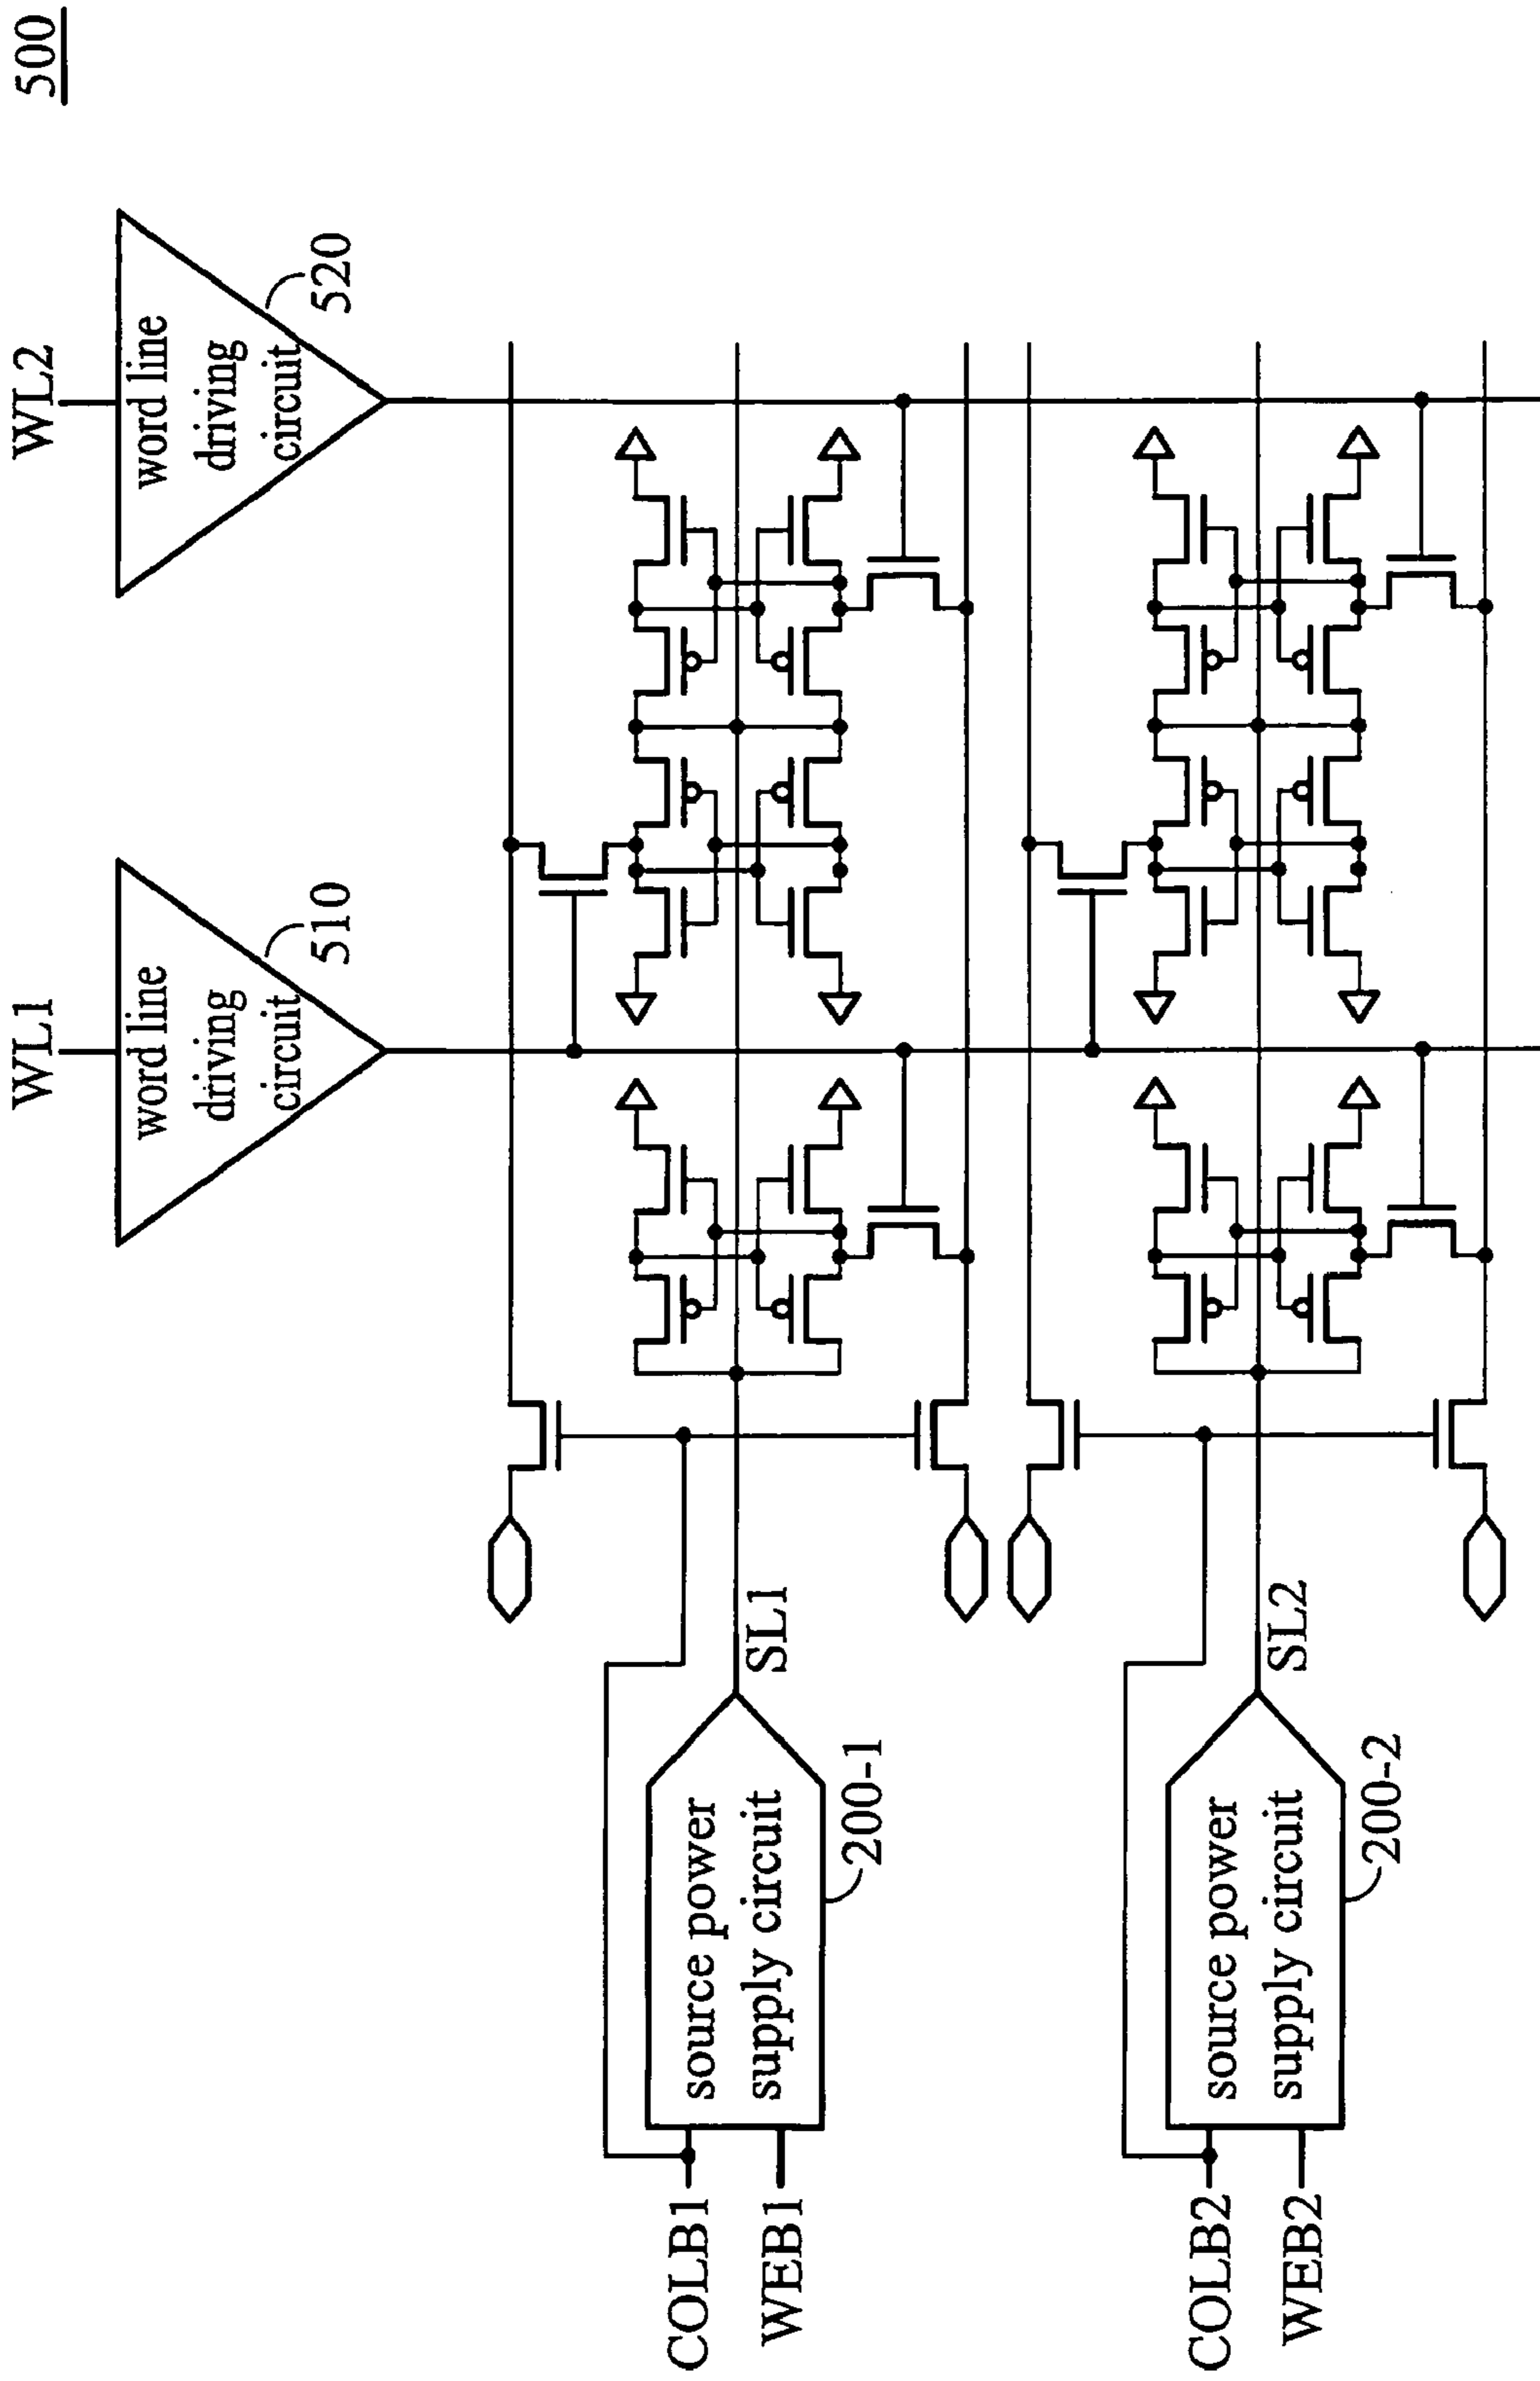 500
WL1
WL2
word line
driving
circuit
510
word line
driving
circuit
520
COLB1
WEB1
source power
supply circuit
200-1
SL1
COLB2
WEB2
source power
supply circuit
200-2
SL2